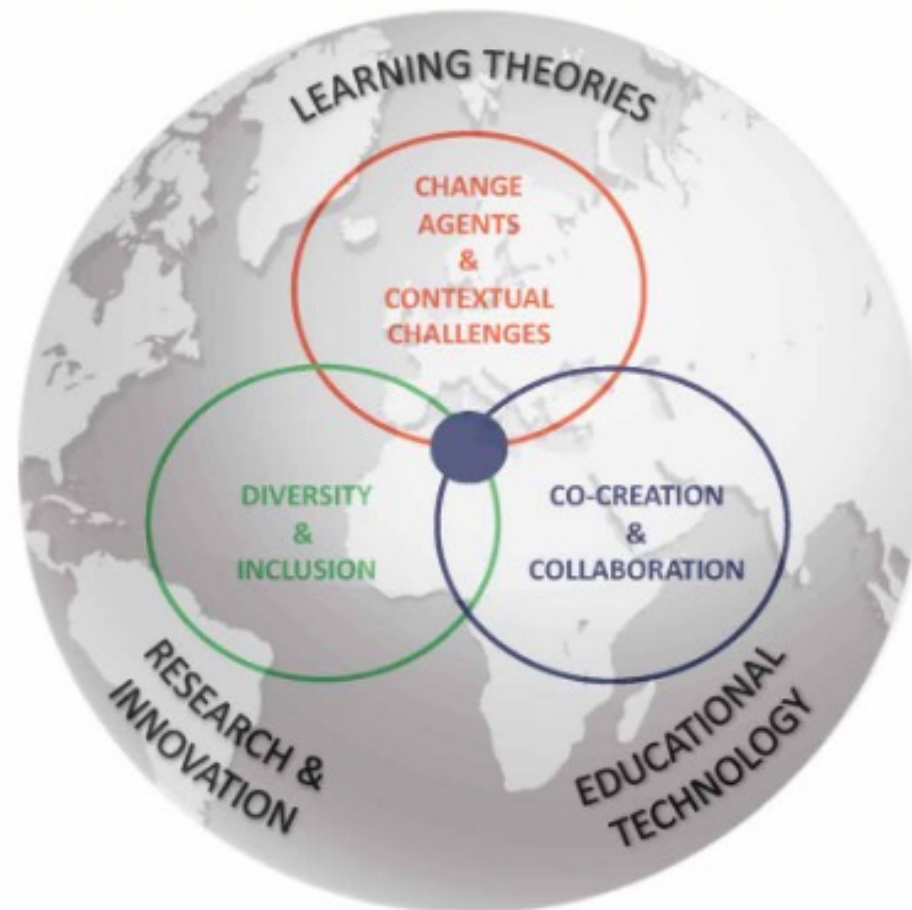 LEARNING THEORIES
CHANGE
AGENTS
&
CONTEXTUAL
CHALLENGES
DIVERSITY
&
INCLUSION
CO-CREATION
&
COLLABORATION
RESEARCH &
INNOVATION
EDUCATIONAL
TECHNOLOGY